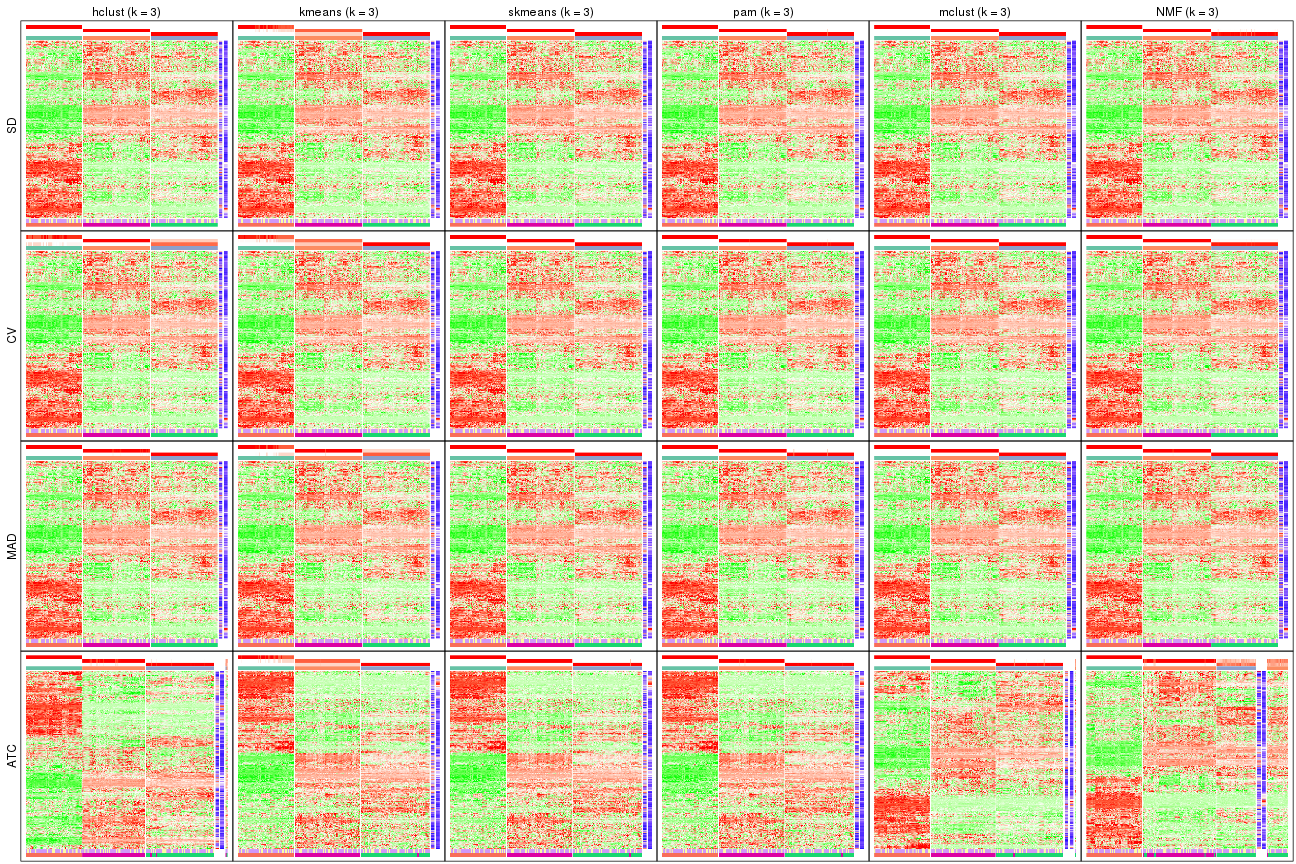 hclust (k = 3) kmeans (k = 3) skmeans (k = 3) pam (k = 3) mclust (k = 3) NMF (k = 3)
SD
CV
MAD
ATC